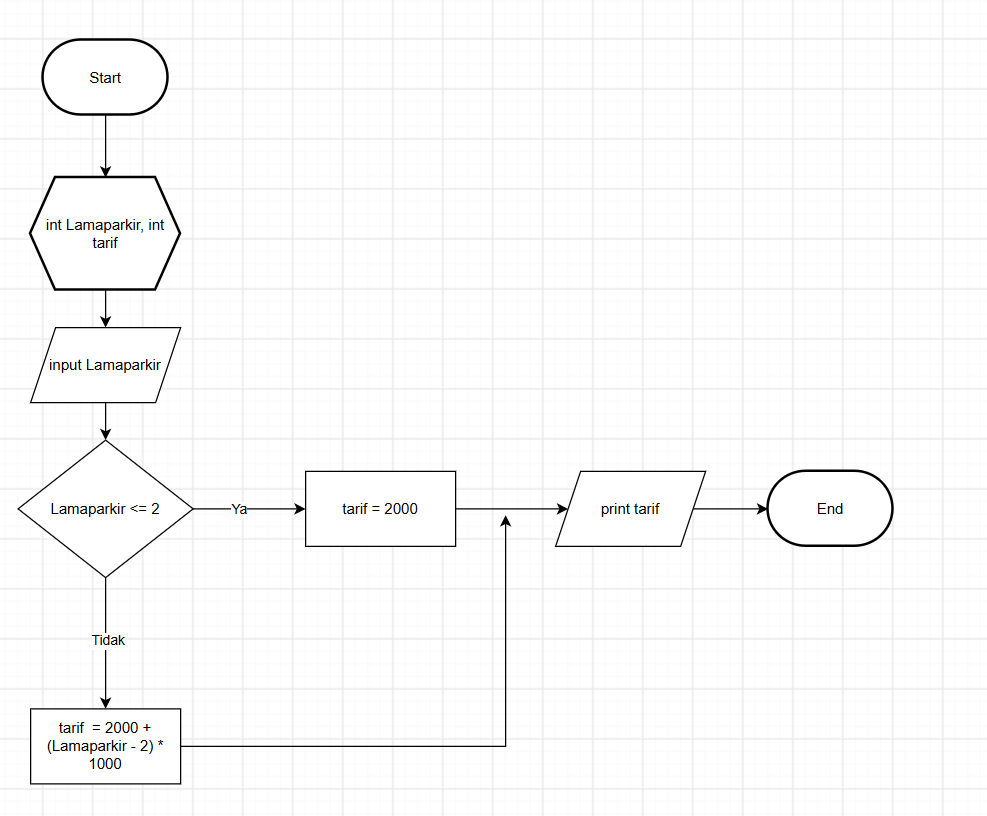 Start
int Lamaparkir, int
tarif
input Lamaparkir
Lamaparkir <= 2
Ya
tarif = 2000
print tarif
End
Tidak
tarif  = 2000 +
(Lamaparkir - 2) *
1000